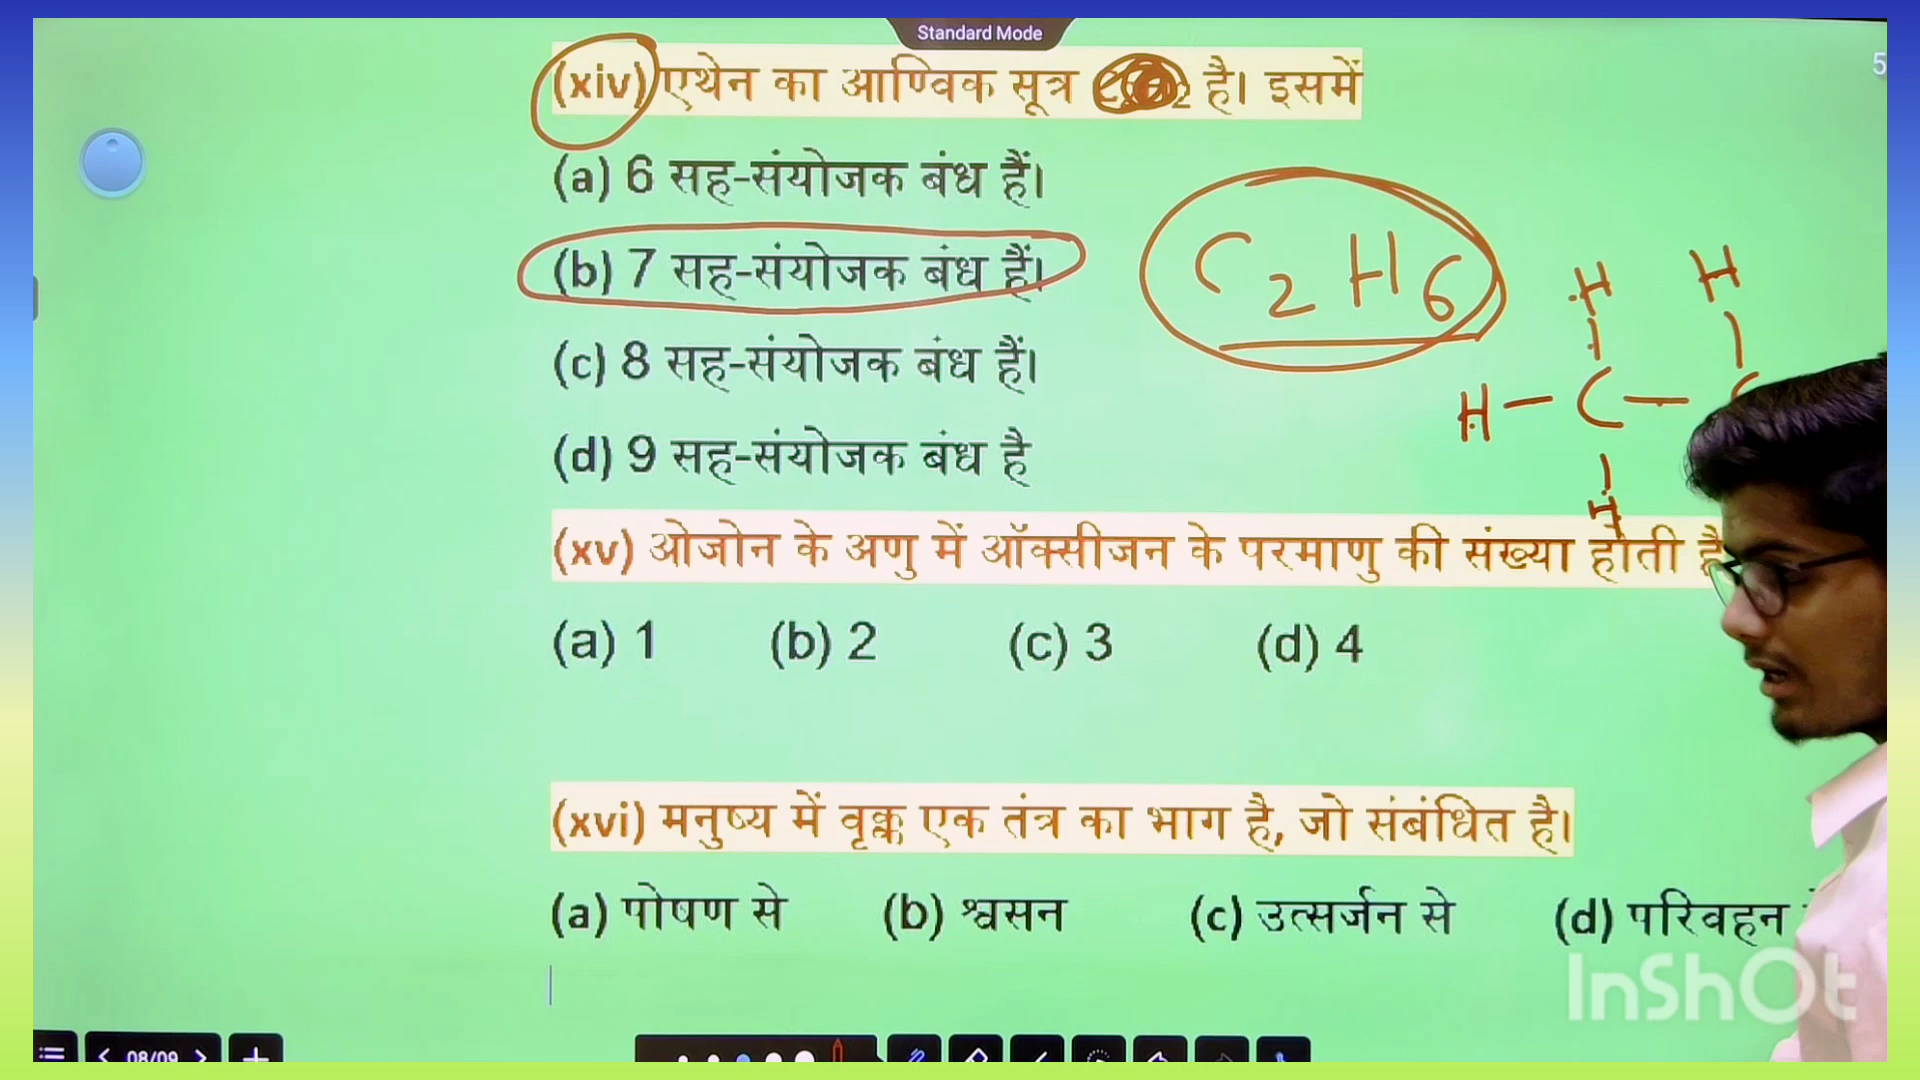 Standard Mode
5
(xiv) एथेन का आण्विक सूत्र है। इसमें
(a) 6 सह-संयोजक बंध हैं।
(b) 7 सह-संयोजक बंध हैं।
C2H6
H H
(c) 8 सह-संयोजक बंध हैं।
H-C-C
(d) 9 सह-संयोजक बंध है
H
(xv) ओजोन के अणु में ऑक्सीजन के परमाणु की संख्या होती है
(a) 1 (b) 2 (c) 3 (d) 4
(xvi) मनुष्य में वृक्क एक तंत्र का भाग है, जो संबंधित है।
(a) पोषण से (b) श्वसन (c) उत्सर्जन से (d) परिवहन
InShOt
08/09